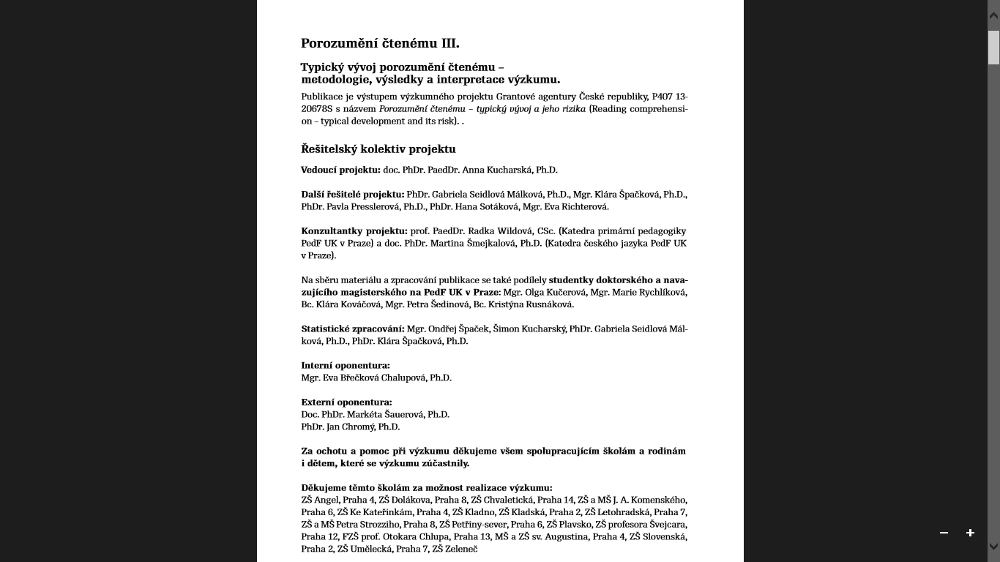 Porozumění čtenému III.
Typický vývoj porozumění čtenému –
metodologie, výsledky a interpretace výzkumu.
Publikace je výstupem výzkumného projektu Grantové agentury České republiky, P407 13-
20678S s názvem Porozumění čtenému – typický vývoj a jeho rizika (Reading comprehensi-
on – typical development and its risk). .
Řešitelský kolektiv projektu
Vedoucí projektu: doc. PhDr. PaedDr. Anna Kucharská, Ph.D.
Další řešitelé projektu: PhDr. Gabriela Seidlová Málková, Ph.D., Mgr. Klára Špačková, Ph.D.,
PhDr. Pavla Presslerová, Ph.D., PhDr. Hana Sotáková, Mgr. Eva Richterová.
Konzultantky projektu: prof. PaedDr. Radka Wildová, CSc. (Katedra primární pedagogiky
PedF UK v Praze) a doc. PhDr. Martina Šmejkalová, Ph.D. (Katedra českého jazyka PedF UK
v Praze).
Na sběru materiálu a zpracování publikace se také podílely studentky doktorského a nava-
zujícího magisterského na PedF UK v Praze: Mgr. Olga Kučerová, Mgr. Marie Rychlíková,
Bc. Klára Kováčová, Mgr. Petra Šedinová, Bc. Kristýna Rusnáková.
Statistické zpracování: Mgr. Ondřej Špaček, Šimon Kucharský, PhDr. Gabriela Seidlová Mál-
ková, Ph.D., PhDr. Klára Špačková, Ph.D.
Interní oponentura:
Mgr. Eva Břečková Chalupová, Ph.D.
Externí oponentura:
Doc. PhDr. Markéta Šauerová, Ph.D.
PhDr. Jan Chromý, Ph.D.
Za ochotu a pomoc při výzkumu děkujeme všem spolupracujícím školám a rodinám
i dětem, které se výzkumu zúčastnily.
Děkujeme těmto školám za možnost realizace výzkumu:
ZŠ Angel, Praha 4, ZŠ Dolákova, Praha 8, ZŠ Chvaletická, Praha 14, ZŠ a MŠ J. A. Komenského,
Praha 6, ZŠ Ke Kateřinkám, Praha 4, ZŠ Kladno, ZŠ Kladská, Praha 2, ZŠ Letohradská, Praha 7,
ZŠ a MŠ Petra Strozziho, Praha 8, ZŠ Petřiny-sever, Praha 6, ZŠ Plavsko, ZŠ profesora Švejcara,
Praha 12, FZŠ prof. Otokara Chlupa, Praha 13, MŠ a ZŠ sv. Augustina, Praha 4, ZŠ Slovenská,
Praha 2, ZŠ Umělecká, Praha 7, ZŠ Zeleneč